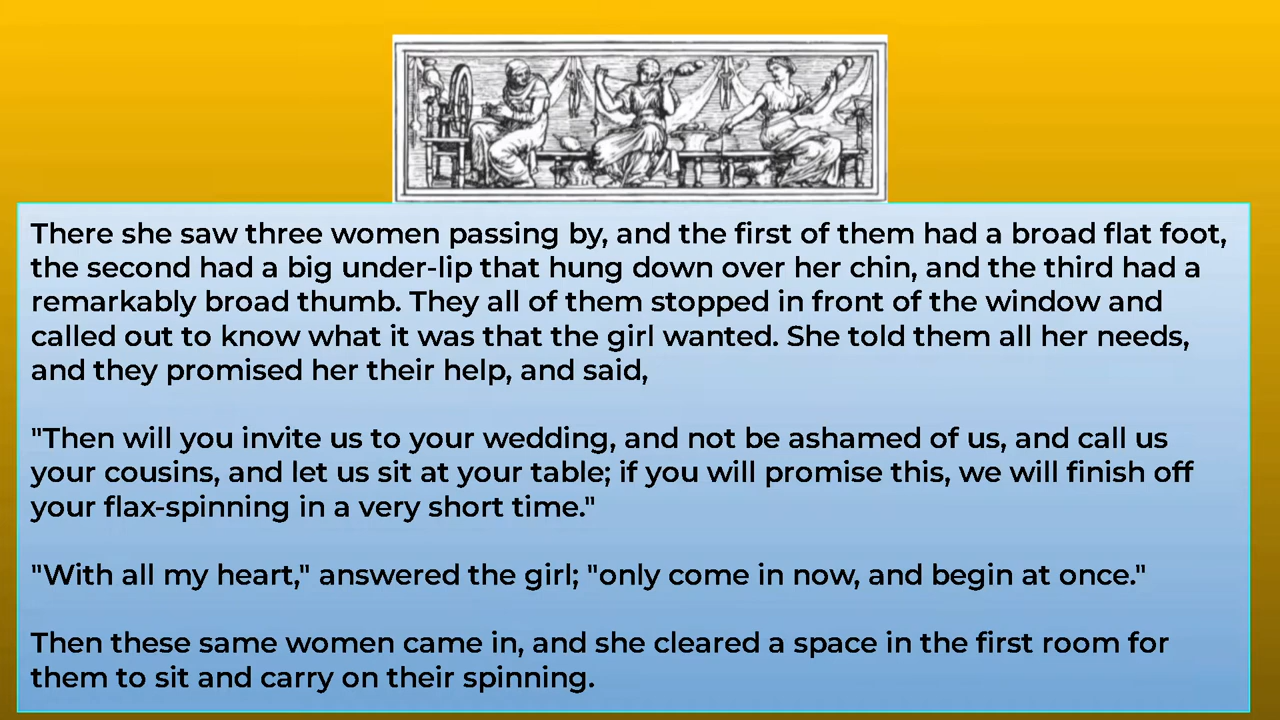 There she saw three women passing by, and the first of them had a broad flat foot,
the second had a big under-lip that hung down over her chin, and the third had a
remarkably broad thumb. They all of them stopped in front of the window and
called out to know what it was that the girl wanted. She told them all her needs,
and they promised her their help, and said,
"Then will you invite us to your wedding, and not be ashamed of us, and call us
your cousins, and let us sit at your table; if you will promise this, we will finish off
your flax-spinning in a very short time."
"With all my heart," answered the girl; "only come in now, and begin at once."
Then these same women came in, and she cleared a space in the first room for
them to sit and carry on their spinning.